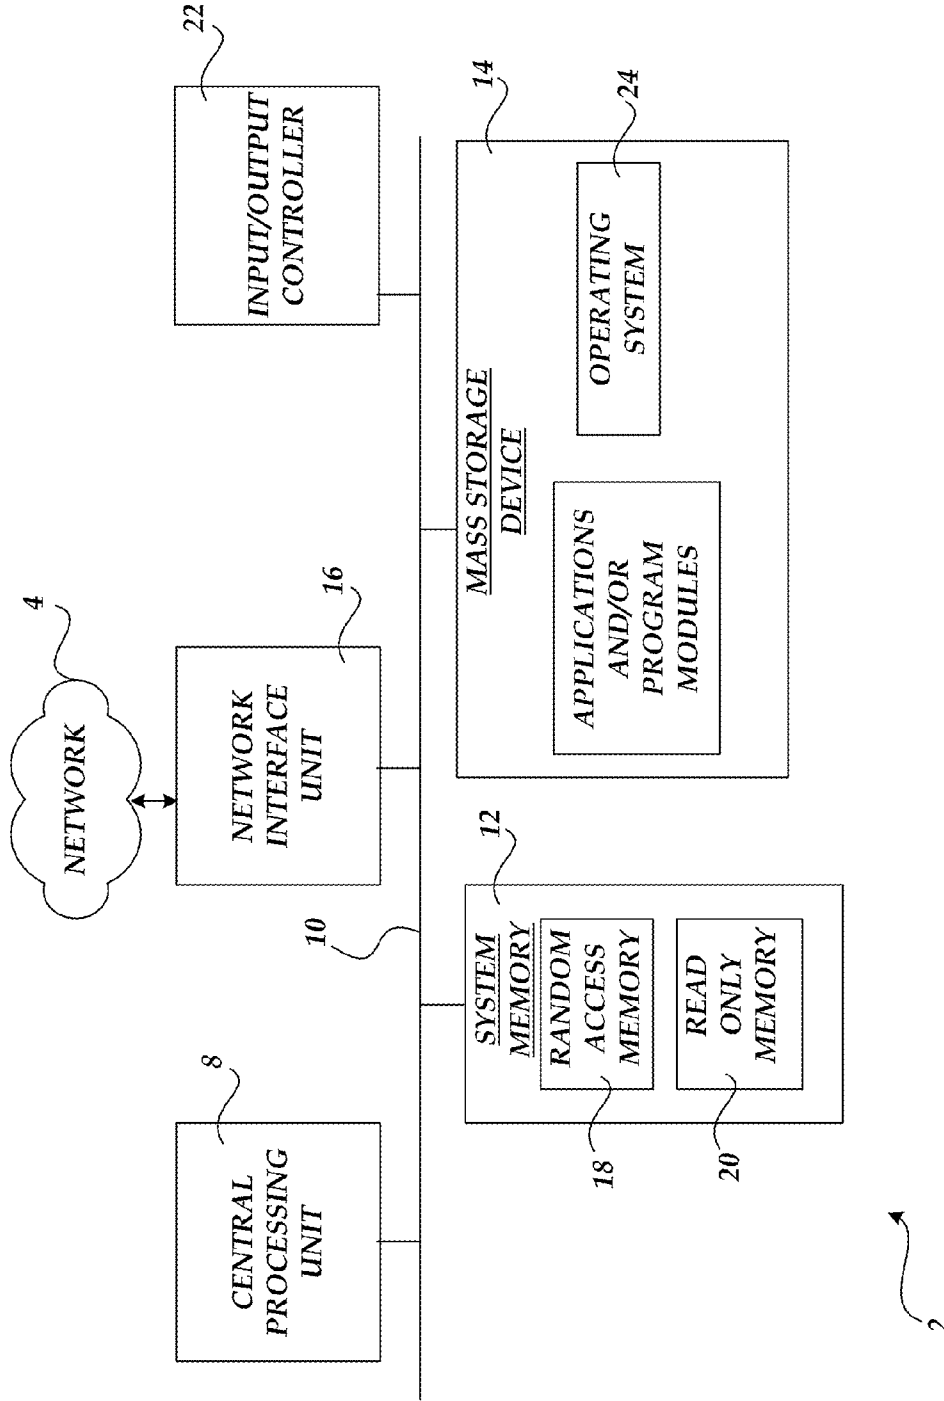 4
NETWORK
8
CENTRAL
PROCESSING
UNIT
16
NETWORK
INTERFACE
UNIT
22
INPUT/OUTPUT
CONTROLLER
10
12
SYSTEM
MEMORY
RANDOM
ACCESS
MEMORY
18
READ
ONLY
MEMORY
20
14
MASS STORAGE
DEVICE
APPLICATIONS
AND/OR
PROGRAM
MODULES
24
OPERATING
SYSTEM
2